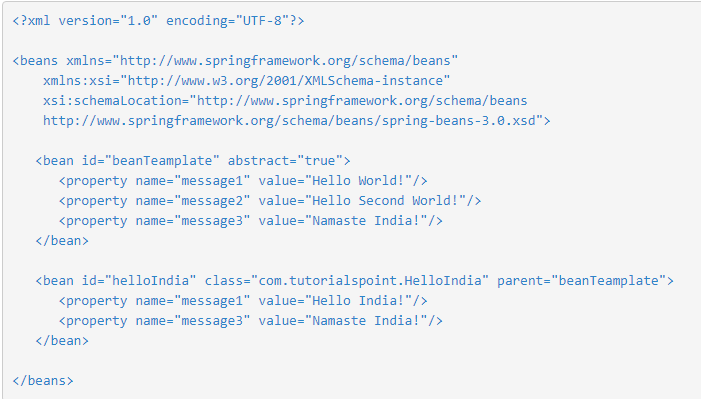 <?xml version="1.0" encoding="UTF-8"?>
<beans xmlns="http://www.springframework.org/schema/beans"
xmlns:xsi="http://www.w3.org/2001/XMLSchema-instance"
xsi:schemaLocation="http://www.springframework.org/schema/beans
http://www.springframework.org/schema/beans/spring-beans-3.0.xsd">
<bean id="beanTeamplate" abstract="true">
<property name="message1" value="Hello World!"/>
<property name="message2" value="Hello Second World!"/>
<property name="message3" value="Namaste India!"/>
</bean>
<bean id="helloIndia" class="com.tutorialspoint.HelloIndia" parent="beanTeamplate">
<property name="message1" value="Hello India!"/>
<property name="message3" value="Namaste India!"/>
</bean>
</beans>